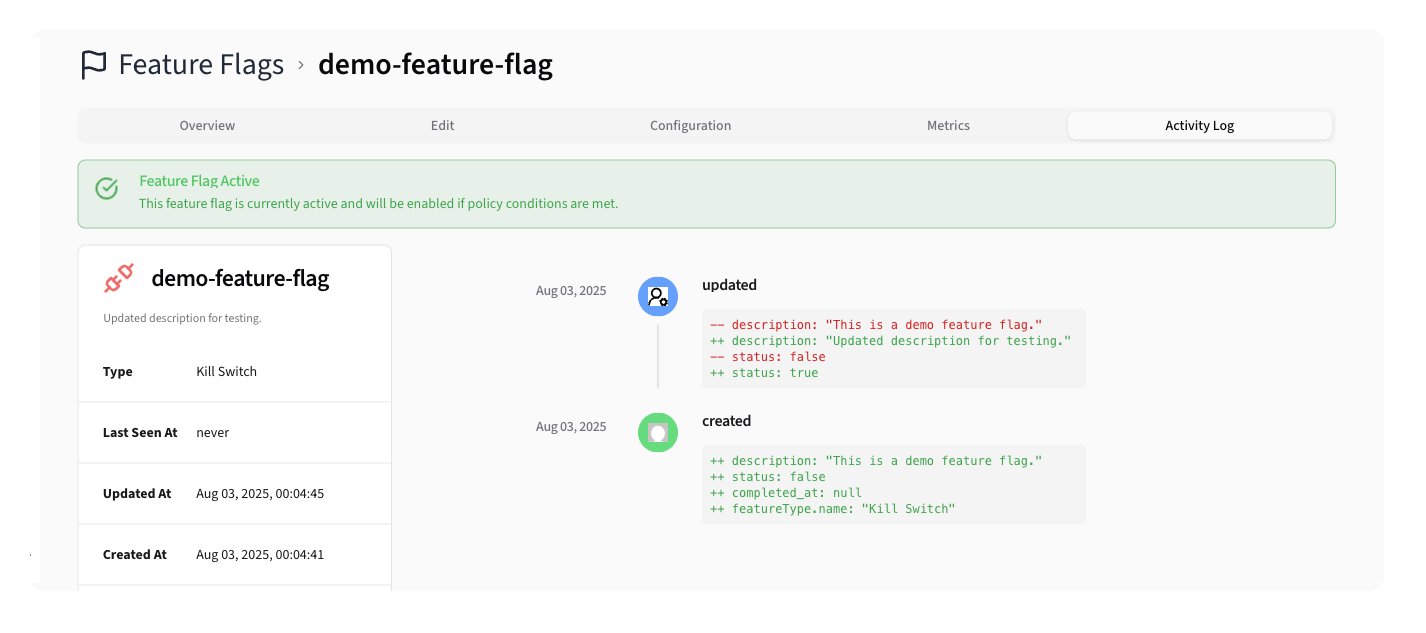 Feature Flags › demo-feature-flag
Overview Edit Configuration Metrics Activity Log
Feature Flag Active
This feature flag is currently active and will be enabled if policy conditions are met.
demo-feature-flag
Updated description for testing.
Type Kill Switch
Last Seen At never
Updated At Aug 03, 2025, 00:04:45
Created At Aug 03, 2025, 00:04:41
Aug 03, 2025 updated
-- description: "This is a demo feature flag."
++ description: "Updated description for testing."
-- status: false
++ status: true
Aug 03, 2025 created
++ description: "This is a demo feature flag."
++ status: false
++ completed_at: null
++ featureType.name: "Kill Switch"